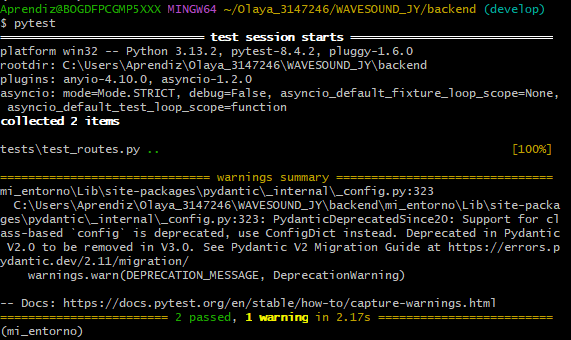 Aprendiz@BOGDFPCGMP5XXX MINGW64 ~/Olaya_3147246/WAVESOUND_JY/backend (develop)
$ pytest
============================= test session starts =============================
platform win32 -- Python 3.13.2, pytest-8.4.2, pluggy-1.6.0
rootdir: C:\Users\Aprendiz\Olaya_3147246\WAVESOUND_JY\backend
plugins: anyio-4.10.0, asyncio-1.2.0
asyncio: mode=Mode.STRICT, debug=False, asyncio_default_fixture_loop_scope=None,
 asyncio_default_test_loop_scope=function
collected 2 items

tests\test_routes.py ..                                                  [100%]

============================== warnings summary ===============================
mi_entorno\Lib\site-packages\pydantic\_internal\_config.py:323
  C:\Users\Aprendiz\Olaya_3147246\WAVESOUND_JY\backend\mi_entorno\Lib\site-packa
ges\pydantic\_internal\_config.py:323: PydanticDeprecatedSince20: Support for cl
ass-based `config` is deprecated, use ConfigDict instead. Deprecated in Pydantic
 V2.0 to be removed in V3.0. See Pydantic V2 Migration Guide at https://errors.p
ydantic.dev/2.11/migration/
    warnings.warn(DEPRECATION_MESSAGE, DeprecationWarning)

-- Docs: https://docs.pytest.org/en/stable/how-to/capture-warnings.html
======================== 2 passed, 1 warning in 2.17s =========================
(mi_entorno)